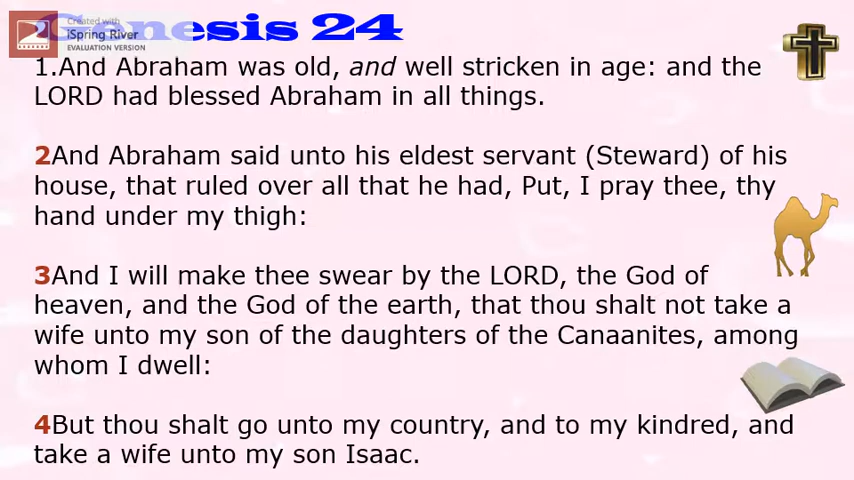 Genesis 24
Created with
iSpring River
EVALUATION VERSION
1.And Abraham was old, and well stricken in age: and the
LORD had blessed Abraham in all things.
2And Abraham said unto his eldest servant (Steward) of his
house, that ruled over all that he had, Put, I pray thee, thy
hand under my thigh:
3And I will make thee swear by the LORD, the God of
heaven, and the God of the earth, that thou shalt not take a
wife unto my son of the daughters of the Canaanites, among
whom I dwell:
4But thou shalt go unto my country, and to my kindred, and
take a wife unto my son Isaac.